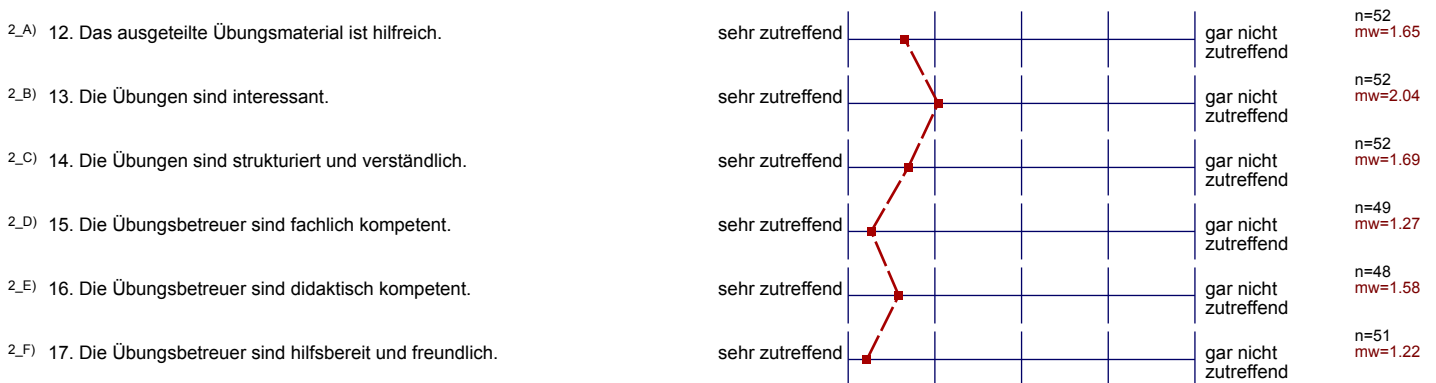 2_A) 12. Das ausgeteilte Übungsmaterial ist hilfreich. sehr zutreffend gar nicht zutreffend n=52 mw=1.65
2_B) 13. Die Übungen sind interessant. sehr zutreffend gar nicht zutreffend n=52 mw=2.04
2_C) 14. Die Übungen sind strukturiert und verständlich. sehr zutreffend gar nicht zutreffend n=52 mw=1.69
2_D) 15. Die Übungsbetreuer sind fachlich kompetent. sehr zutreffend gar nicht zutreffend n=49 mw=1.27
2_E) 16. Die Übungsbetreuer sind didaktisch kompetent. sehr zutreffend gar nicht zutreffend n=48 mw=1.58
2_F) 17. Die Übungsbetreuer sind hilfsbereit und freundlich. sehr zutreffend gar nicht zutreffend n=51 mw=1.22